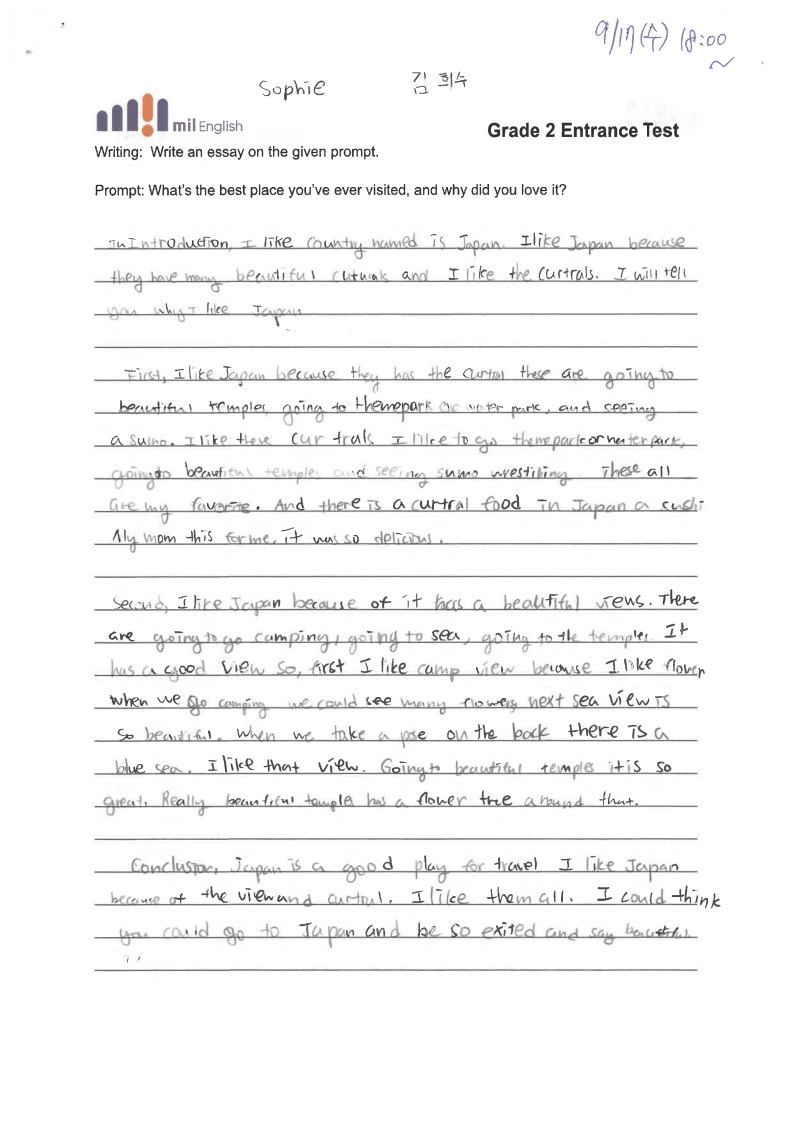 9/17(수) 18:00
Sophie 김희수
mil English
Grade 2 Entrance Test
Writing: Write an essay on the given prompt.
Prompt: What's the best place you've ever visited, and why did you love it?
In Introduction, I like country named is Japan. I like Japan because
they have many beautiful and I like the curtrals. I will tell
you why I like Japan
First, I like Japan because they has the curtral these are going to
beautiful temples, going to themepark or water park, and seeing
a sumo. I like these curtrals. I like to go themepark or waterpark,
going to beautiful temples and seeing sumo wrestiking. These all
are my favorite. And there is a curtral food in Japan a cushi
My mom this for me. it was so delicious.
Second, I like Japan because of it has a beautiful views. There
are going to go camping, going to sea, going to the temples. It
has a good view so, first I like camp view because I like flower
when we go camping we could see many flowers, next sea view is
so beautiful. When we take a pse on the back there is a
blue sea. I like that view. Going to beautiful temples it is so
great. Really beautiful temples has a flower tree around that.
Conclusion, Japan is a good play for travel I like Japan
because of the view and curtral. I like them all. I could think
you could go to Japan and be so exited and say beautiful